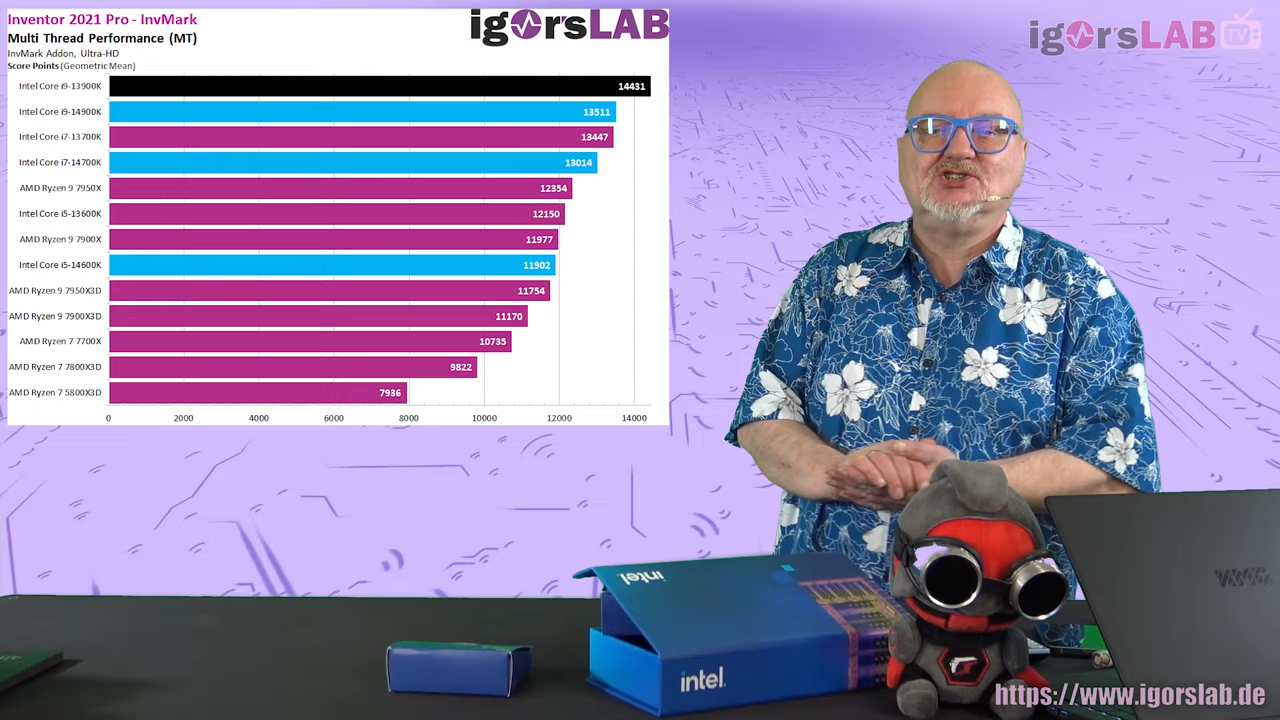 Inventor 2021 Pro - InvMark
Multi Thread Performance (MT)
InvMark Addon, Ultra-HD
Score Points (Geometric Mean)
igorsLAB
Intel Core i9-13900K 14431
Intel Core i9-14900K 13511
Intel Core i7-13700K 13447
Intel Core i7-14700K 13014
AMD Ryzen 9 7950X 12354
Intel Core i5-13600K 12150
AMD Ryzen 9 7900X 11977
Intel Core i5-14600K 11902
AMD Ryzen 9 7950X3D 11754
AMD Ryzen 9 7900X3D 11170
AMD Ryzen 7 7700X 10735
AMD Ryzen 7 7800X3D 9822
AMD Ryzen 7 5800X3D 7936
0 2000 4000 6000 8000 10000 12000 14000
igorsLAB TV
intel
intel.
https://www.igorslab.de